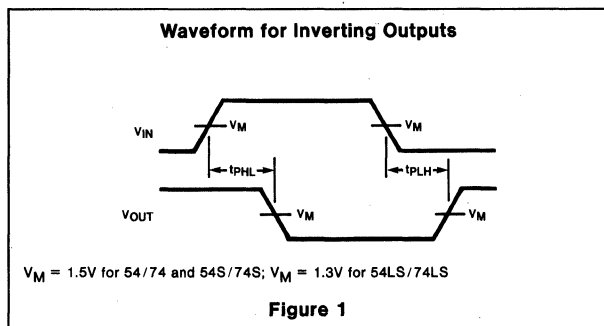 Waveform for Inverting Outputs
VIN
VM
VM
tPHL
tPLH
VOUT
VM
VM
VM = 1.5V for 54/74 and 54S/74S; VM = 1.3V for 54LS/74LS
Figure 1